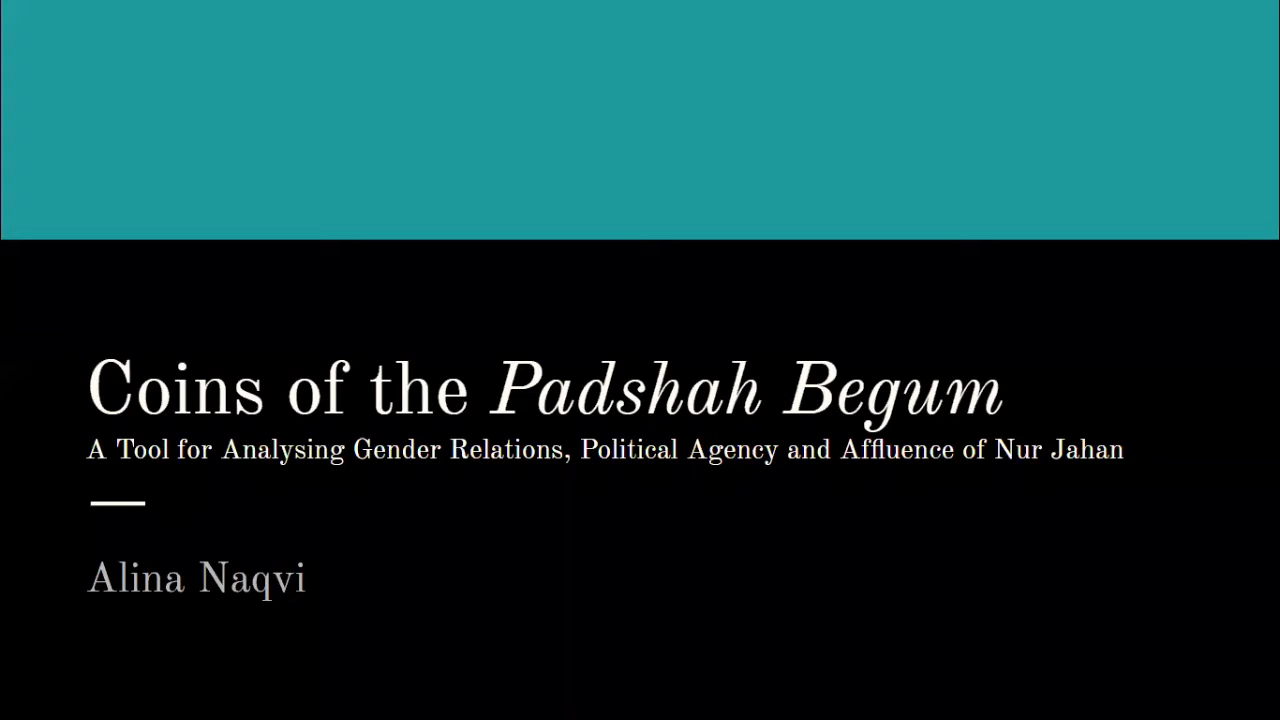 Coins of the Padshah Begum
A Tool for Analysing Gender Relations, Political Agency and Affluence of Nur Jahan
Alina Naqvi